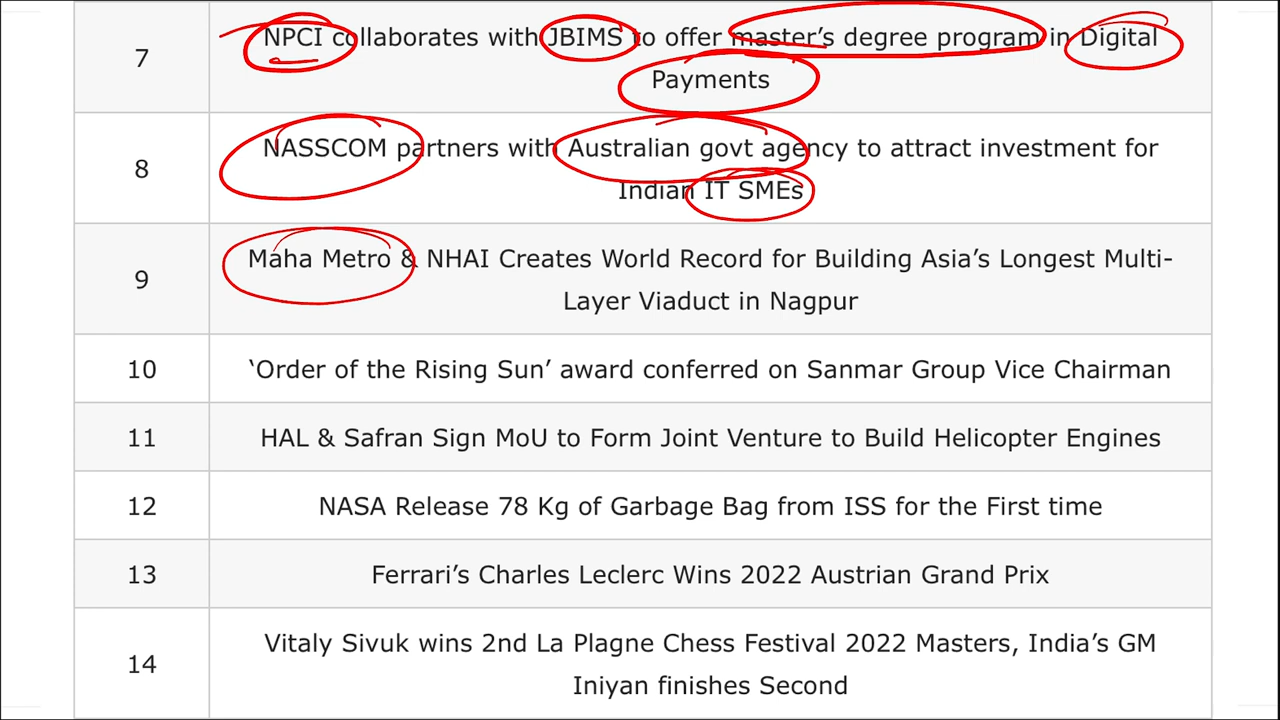 7
NPCI collaborates with JBIMS to offer master’s degree program in Digital
Payments
8
NASSCOM partners with Australian govt agency to attract investment for
Indian IT SMEs
9
Maha Metro & NHAI Creates World Record for Building Asia’s Longest Multi-
Layer Viaduct in Nagpur
10
‘Order of the Rising Sun’ award conferred on Sanmar Group Vice Chairman
11
HAL & Safran Sign MoU to Form Joint Venture to Build Helicopter Engines
12
NASA Release 78 Kg of Garbage Bag from ISS for the First time
13
Ferrari’s Charles Leclerc Wins 2022 Austrian Grand Prix
14
Vitaly Sivuk wins 2nd La Plagne Chess Festival 2022 Masters, India’s GM
Iniyan finishes Second